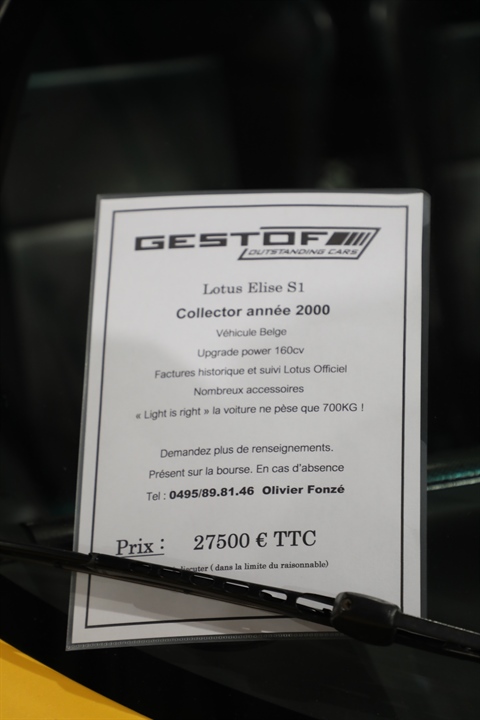 GESTOF
OUTSTANDING CARS
Lotus Elise S1
Collector année 2000
Véhicule Belge
Upgrade power 160cv
Factures historique et suivi Lotus Officiel
Nombreux accessoires
« Light is right » la voiture ne pèse que 700KG !
Demandez plus de renseignements.
Présent sur la bourse. En cas d'absence
Tel : 0495/89.81.46 Olivier Fonzé
Prix : 27500 € TTC
( dans la limite du raisonnable)